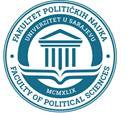 FAKULTET POLITIČKIH NAUKA
UNIVERZITET U SARAJEVU
MCMXLIX
FACULTY OF POLITICAL SCIENCES